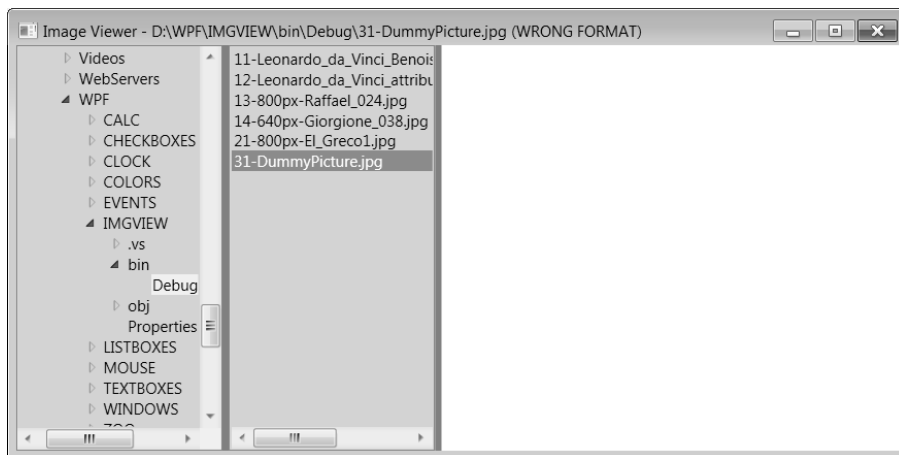 Image Viewer - D:\WPF\IMGVIEW\bin\Debug\31-DummyPicture.jpg (WRONG FORMAT)
Videos
WebServers
WPF
CALC
CHECKBOXES
CLOCK
COLORS
EVENTS
IMGVIEW
.vs
bin
Debug
obj
Properties
LISTBOXES
MOUSE
TEXTBOXES
WINDOWS
11-Leonardo_da_Vinci_Benois
12-Leonardo_da_Vinci_attribu
13-800px-Raffael_024.jpg
14-640px-Giorgione_038.jpg
21-800px-El_Greco1.jpg
31-DummyPicture.jpg